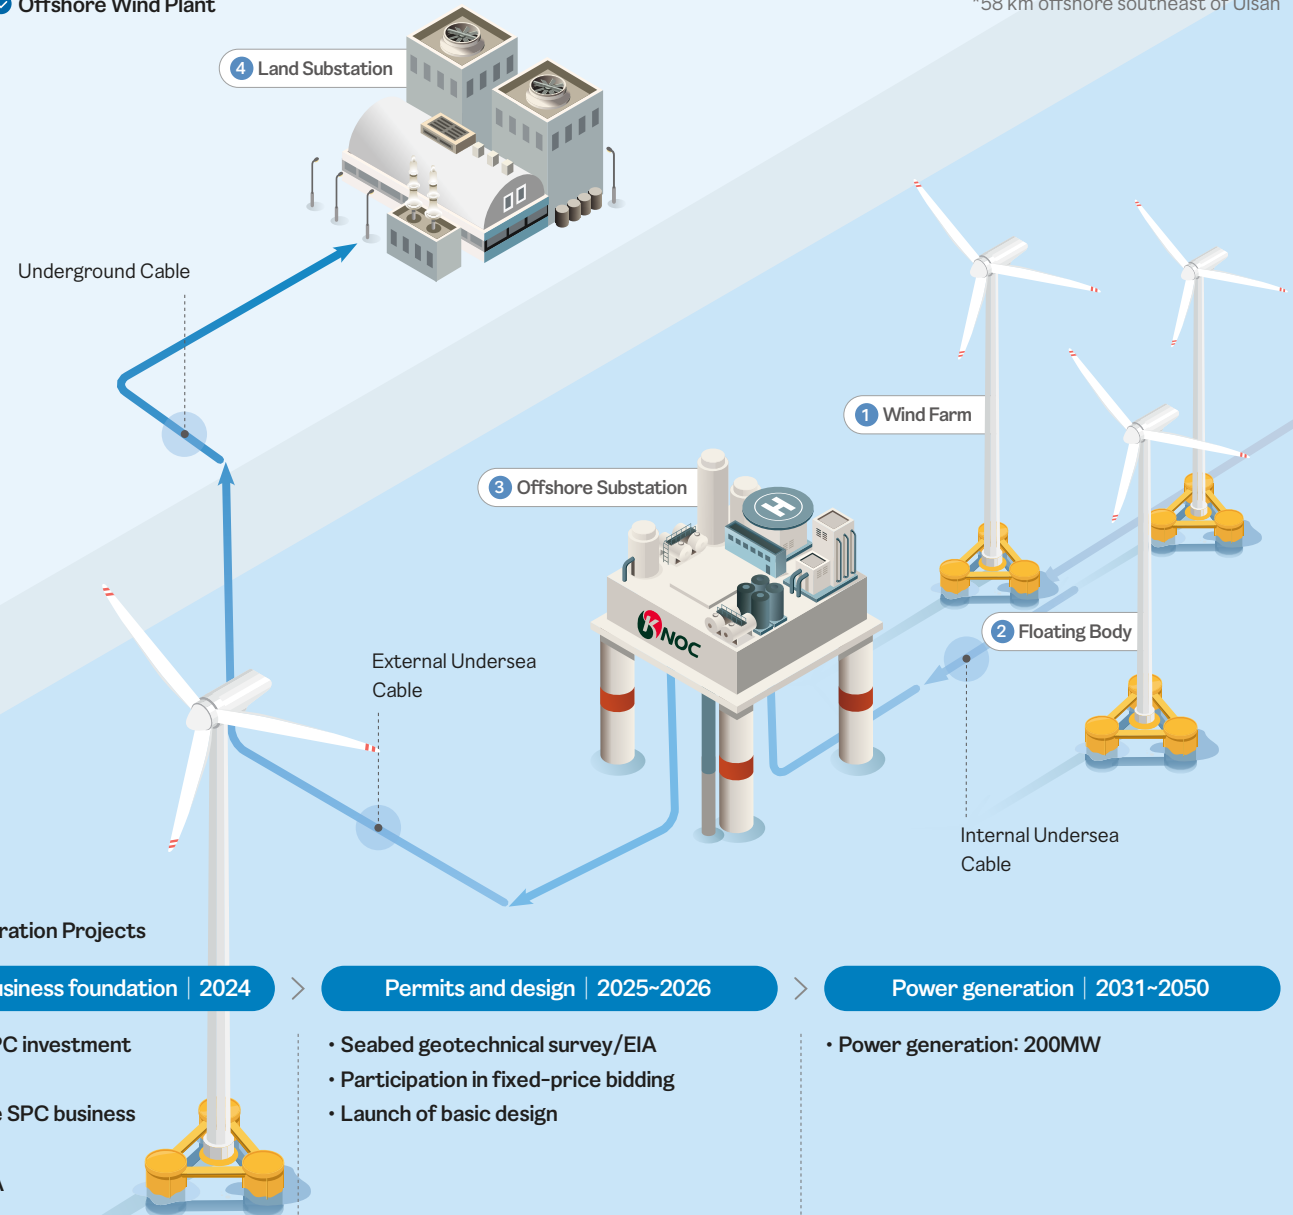 Offshore Wind Plant
*58 km offshore southeast of Ulsan
4 Land Substation
Underground Cable
1 Wind Farm
3 Offshore Substation
2 Floating Body
KNOC
External Undersea
Cable
Internal Undersea
Cable
ration Projects
usiness foundation | 2024
Permits and design | 2025~2026
Power generation | 2031~2050
PC investment
e SPC business
A
• Seabed geotechnical survey/EIA
• Participation in fixed-price bidding
• Launch of basic design
• Power generation: 200MW